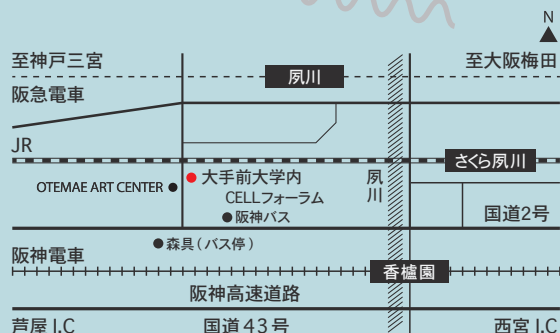 N
至神戸三宮
至大阪梅田
夙川
阪急電車
JR
さくら夙川
大手前大学内
CELLフォーラム
OTEMAE ART CENTER
夙川
阪神バス
国道2号
森具(バス停)
阪神電車
香櫨園
阪神高速道路
芦屋 I.C
国道43号
西宮 I.C